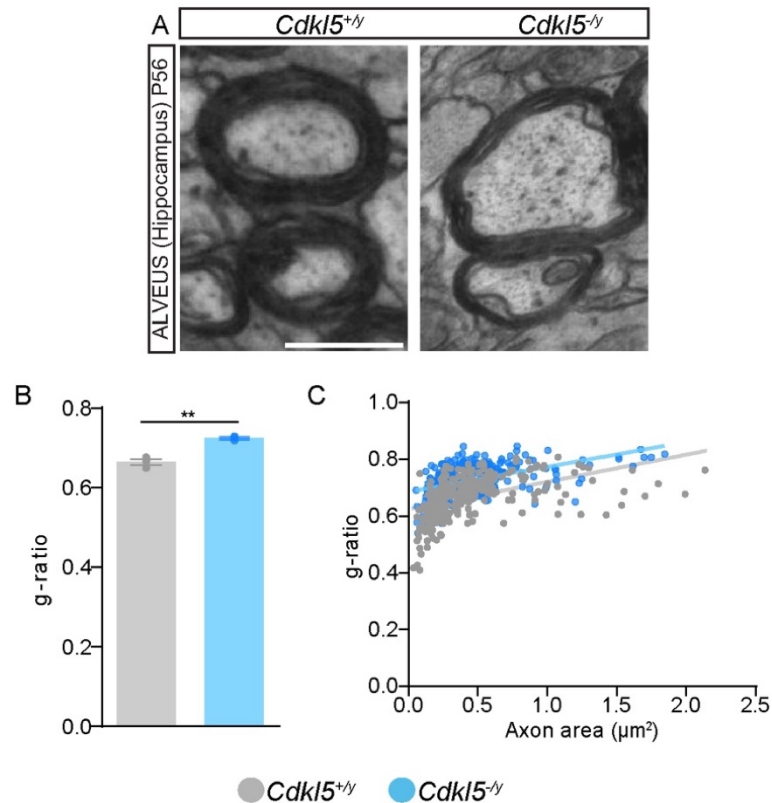 A
Cdkl5+/y Cdkl5-/y
ALVEUS (Hippocampus) P56
B
**
g-ratio
0.8
0.6
0.4
0.2
0.0
C
g-ratio
1.0
0.8
0.6
0.4
0.2
0.0
0.0 0.5 1.0 1.5 2.0 2.5
Axon area (µm²)
Cdkl5+/y Cdkl5-/y